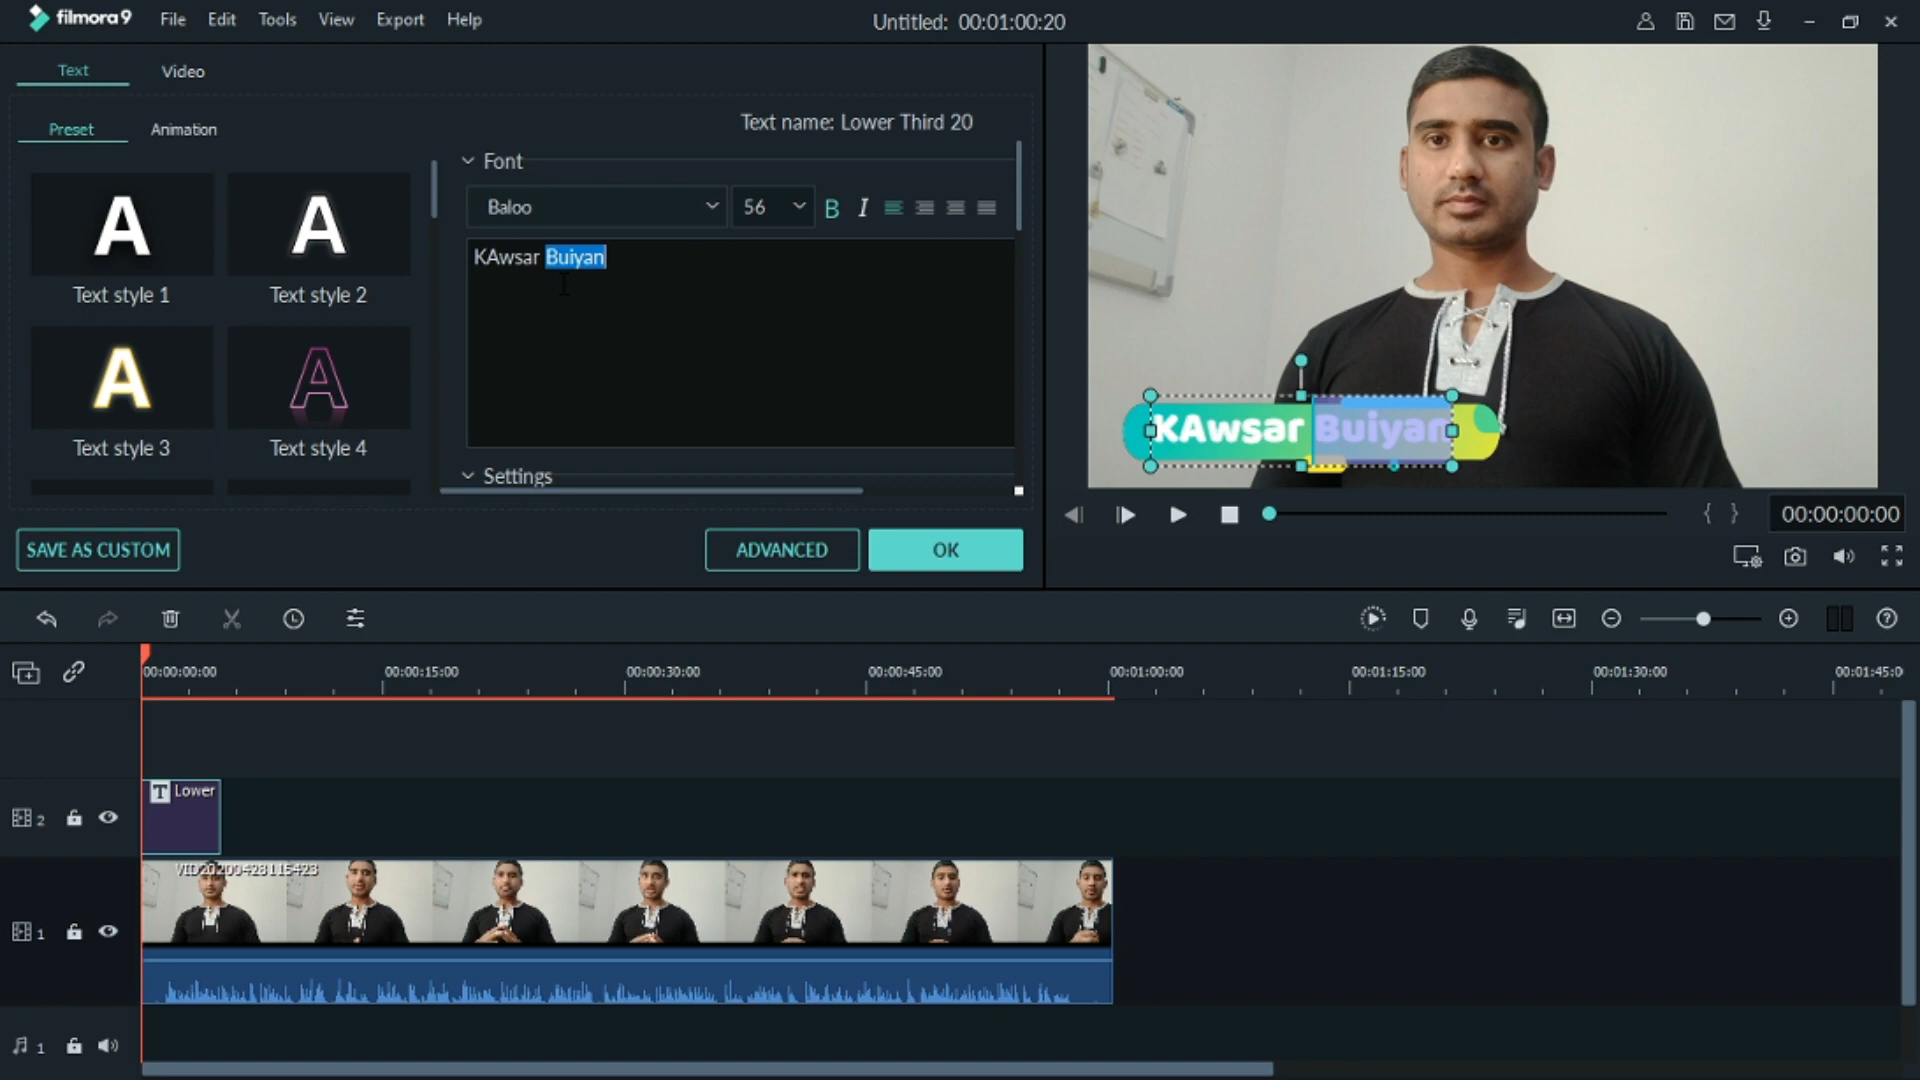 filmora9 File Edit Tools View Export Help Untitled: 00:01:00:20
Text Video
Preset Animation
Text name: Lower Third 20
Font
Baloo 56 B I
KAwsar Buiyan
A A
Text style 1 Text style 2
A A
Text style 3 Text style 4
Settings
SAVE AS CUSTOM ADVANCED OK
KAwsar Buiyan
{ } 00:00:00:00
00:00:00:00 00:00:15:00 00:00:30:00 00:00:45:00 00:01:00:00 00:01:15:00 00:01:30:00 00:01:45:0
T Lower
2
VID20200428115423
1
1